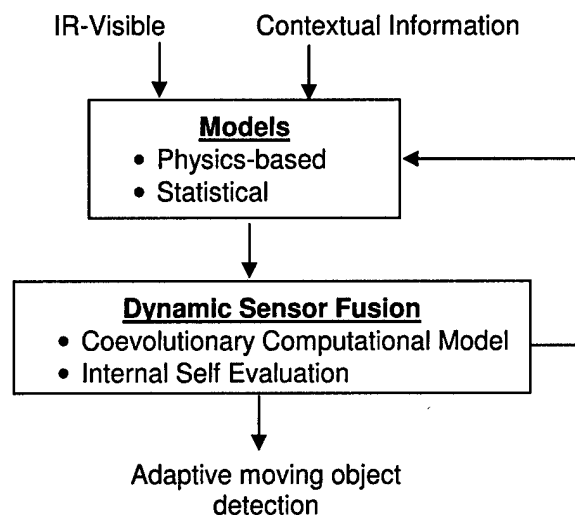 IR-Visible Contextual Information
Models
• Physics-based
• Statistical
Dynamic Sensor Fusion
• Coevolutionary Computational Model
• Internal Self Evaluation
Adaptive moving object
detection